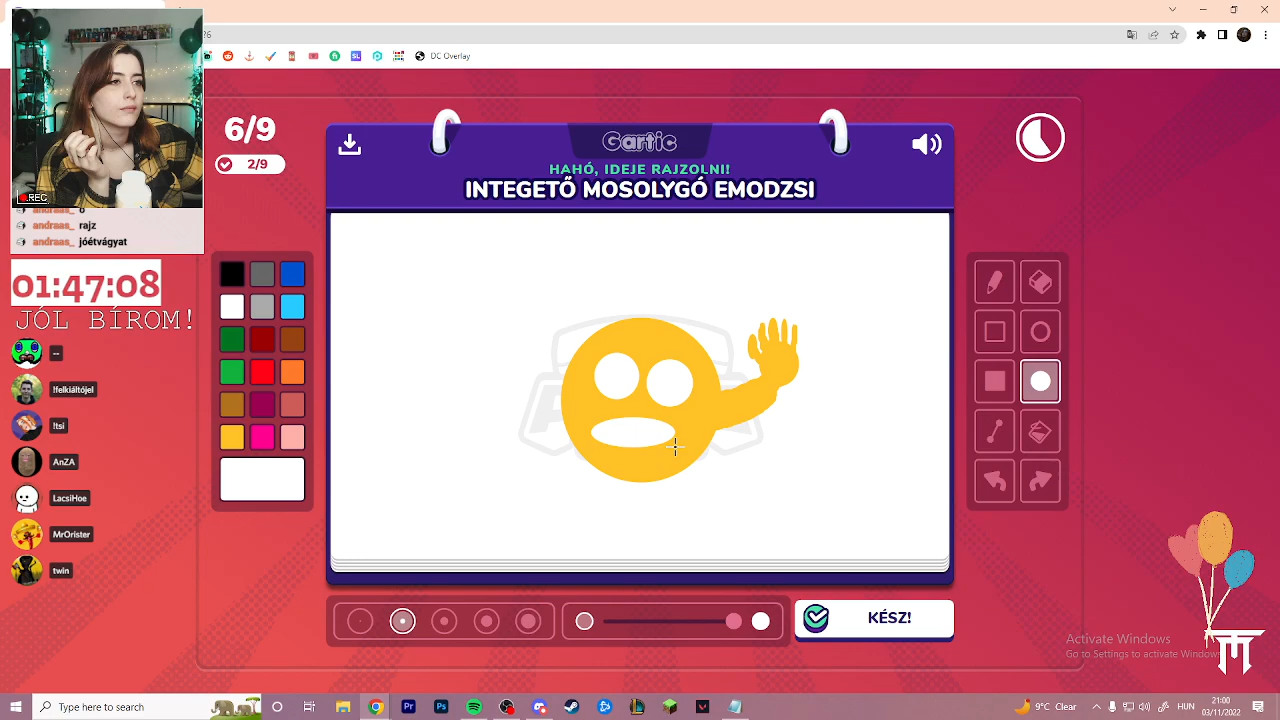 DC Overlay
6/9
2/9
Gartic
HAHÓ, IDEJE RAJZOLNI!
INTEGETŐ MOSOLYGÓ EMODZSI
REC
andraas_ ó
andraas_ rajz
andraas_ jóétvágyat
01:47:08
JÓL BÍROM!
--
!felkiáltójel
!tsi
AnZA
LacsiHoe
MrOrister
twin
KÉSZ!
Activate Windows
Go to Settings to activate Windows.
Type here to search
9°C Clear
HUN
21:00
03/11/2022